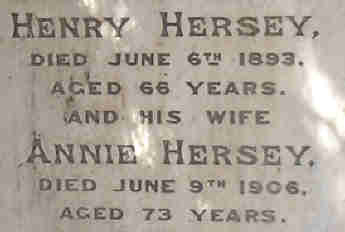 HENRY HERSEY,
DIED JUNE 6TH 1893.
AGED 66 YEARS.
AND HIS WIFE
ANNIE HERSEY,
DIED JUNE 9TH 1906,
AGED 73 YEARS.